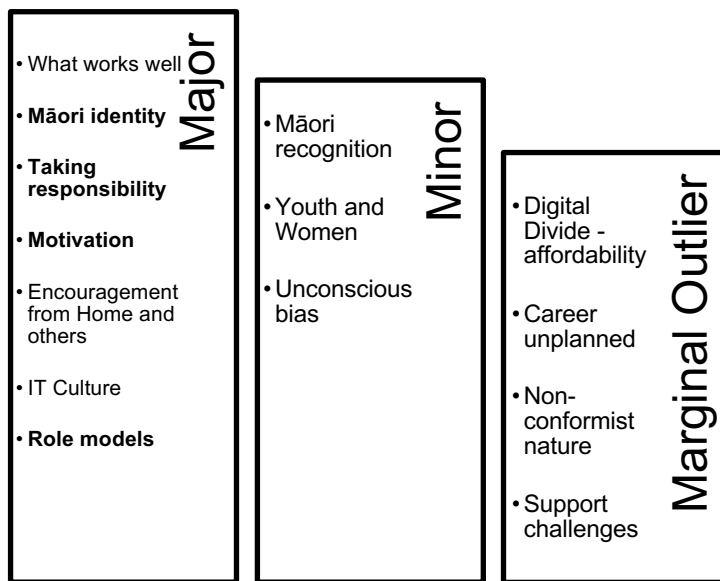 Major
• What works well
• Māori identity
• Taking
responsibility
• Motivation
• Encouragement
from Home and
others
• IT Culture
• Role models
Minor
• Māori
recognition
• Youth and
Women
• Unconscious
bias
Marginal Outlier
• Digital
Divide -
affordability
• Career
unplanned
• Non-
conformist
nature
• Support
challenges